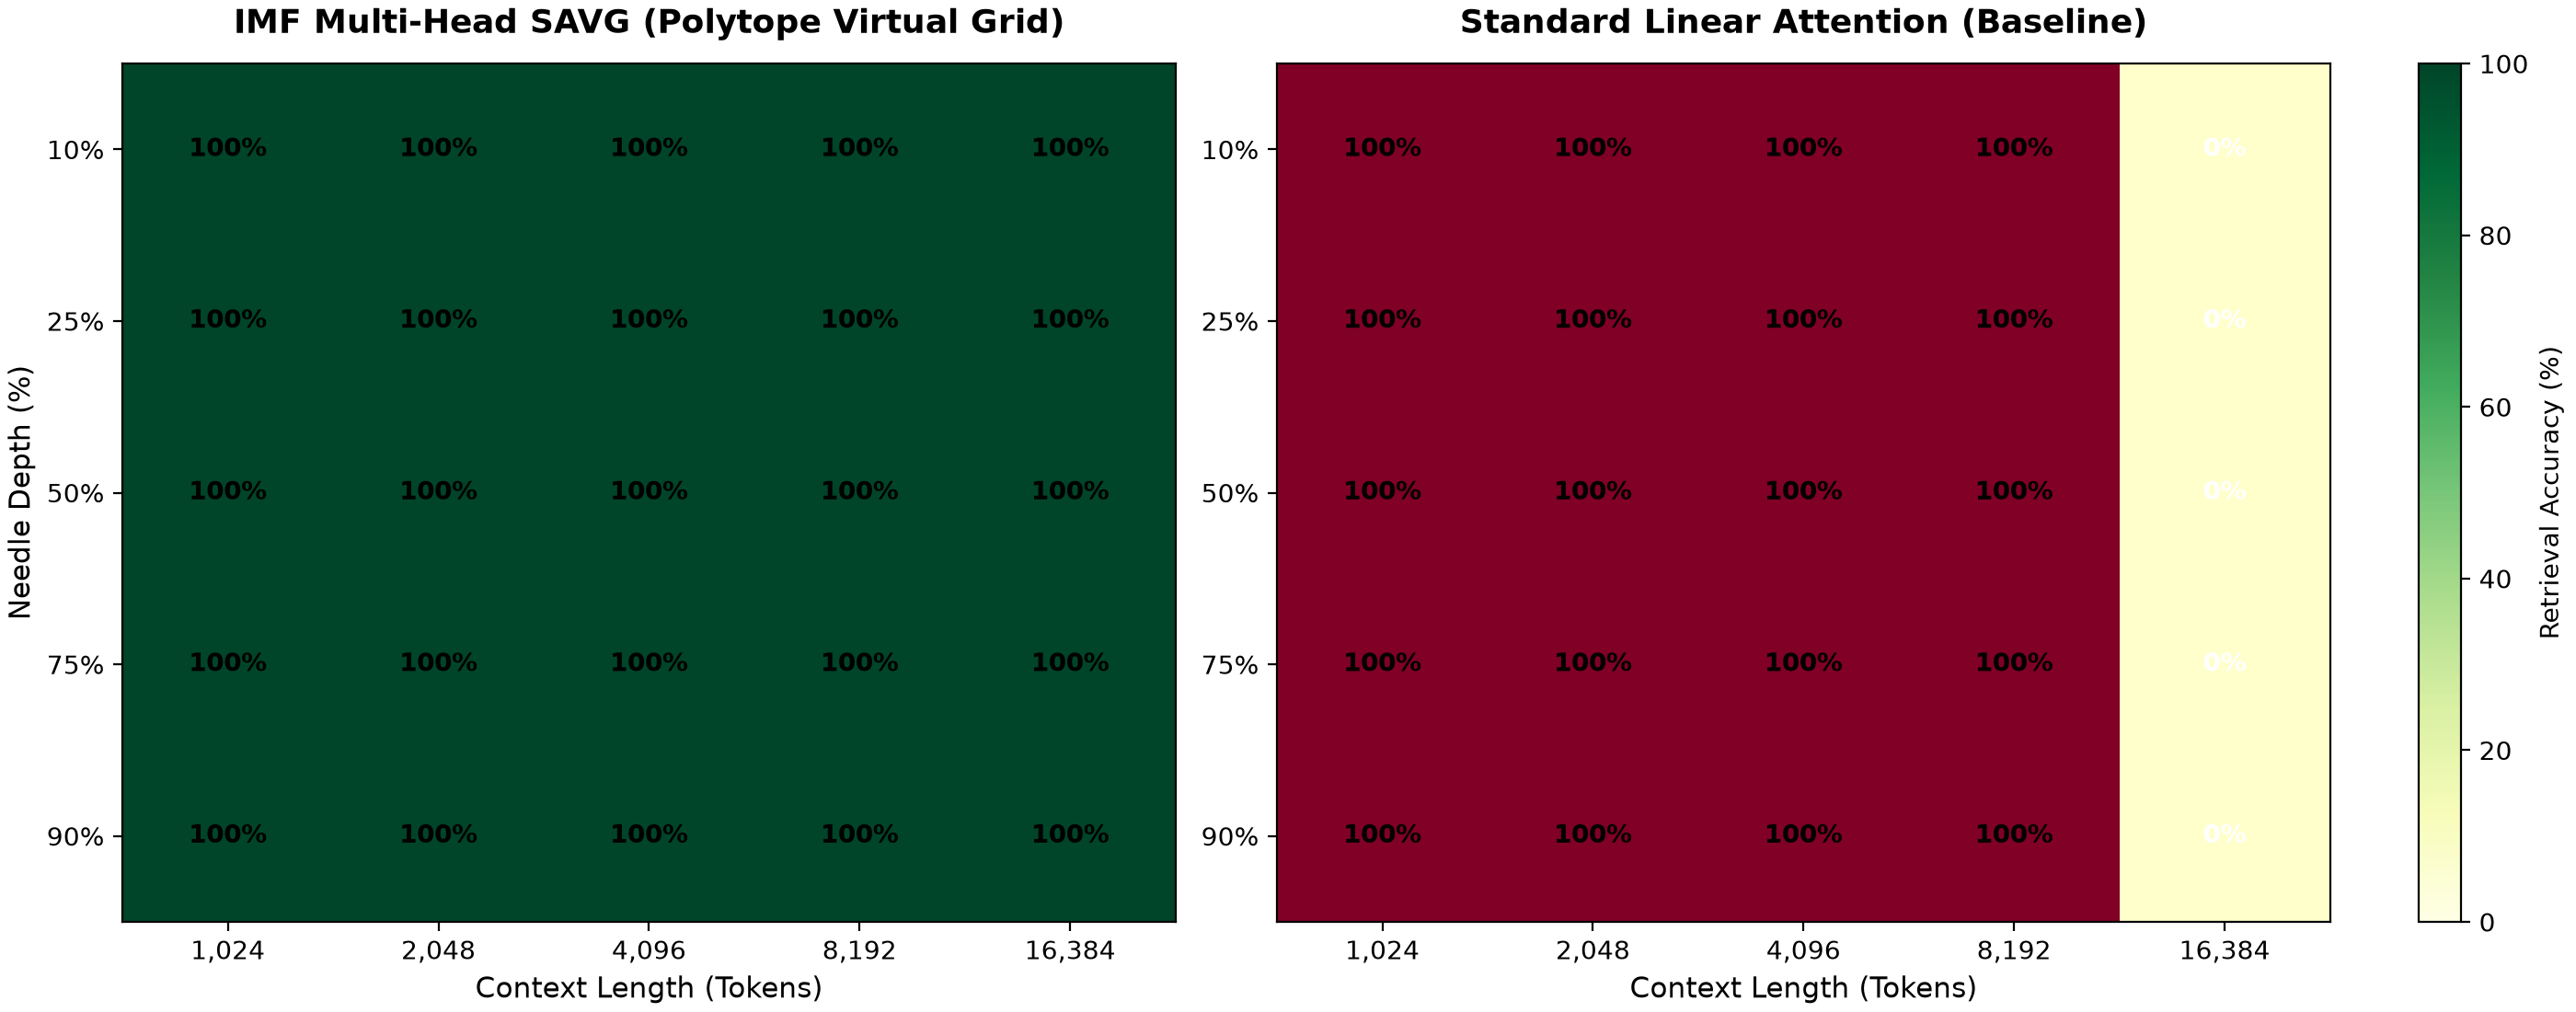 IMF Multi-Head SAVG (Polytope Virtual Grid)
Needle Depth (%)
10% 100% 100% 100% 100% 100%
25% 100% 100% 100% 100% 100%
50% 100% 100% 100% 100% 100%
75% 100% 100% 100% 100% 100%
90% 100% 100% 100% 100% 100%
1,024 2,048 4,096 8,192 16,384
Context Length (Tokens)
Standard Linear Attention (Baseline)
10% 100% 100% 100% 100% 0%
25% 100% 100% 100% 100% 0%
50% 100% 100% 100% 100% 0%
75% 100% 100% 100% 100% 0%
90% 100% 100% 100% 100% 0%
1,024 2,048 4,096 8,192 16,384
Context Length (Tokens)
100
80
60
40
20
0
Retrieval Accuracy (%)